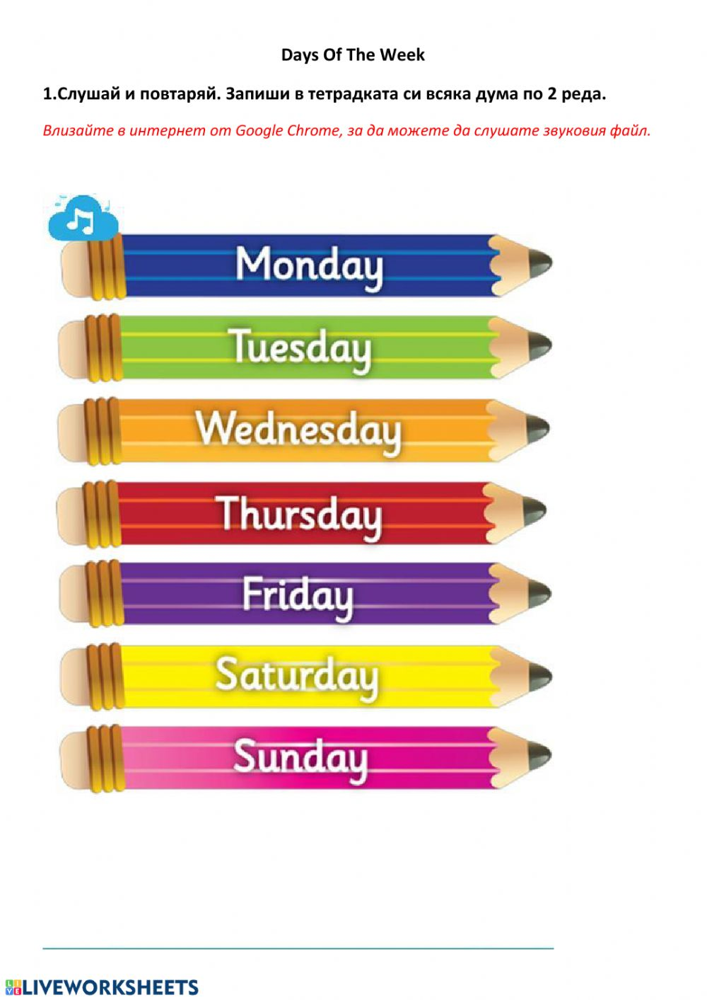 Days Of The Week
1.Слушай и повтаряй. Запиши в тетрадката си всяка дума по 2 реда.
Влизайте в интернет от Google Chrome, за да можете да слушате звуковия файл.
Monday
Tuesday
Wednesday
Thursday
Friday
Saturday
Sunday
LIVE LIVEWORKSHEETS